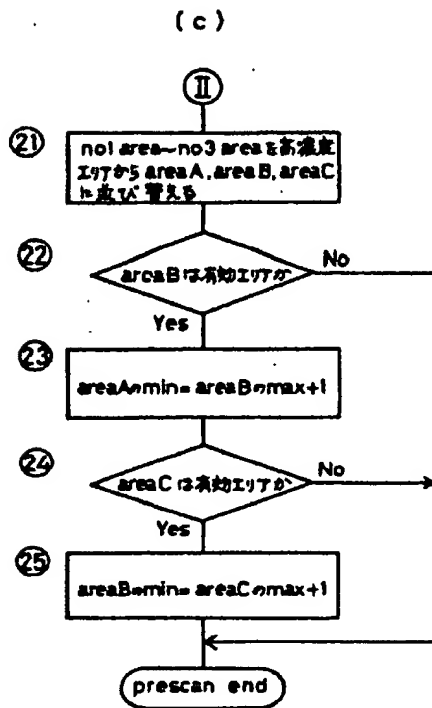 (c)
II
21
no1 area~no3 areaを高濃度
エリアから areaA, areaB, areaC
に並び替える
22
areaBは有効エリアか
No
Yes
23
areaAのmin=areaBのmax+1
24
areaCは有効エリアか
No
Yes
25
areaBのmin=areaCのmax+1
prescan end